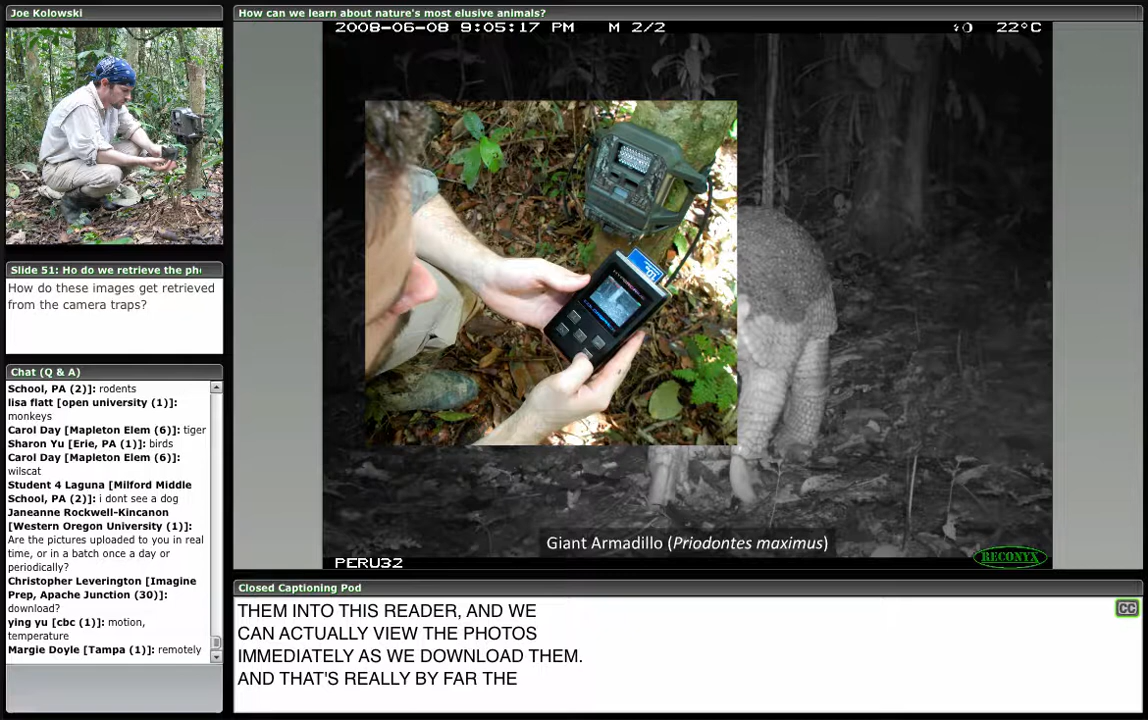 Joe Kolowski
How can we learn about nature's most elusive animals?
2008-06-08 9:05:17 PM M 2/2 22°C
Slide 51: Ho do we retrieve the ph
How do these images get retrieved
from the camera traps?
Chat (Q & A)
School, PA (2)]: rodents
lisa flatt [open university (1)]:
monkeys
Carol Day [Mapleton Elem (6)]: tiger
Sharon Yu [Erie, PA (1)]: birds
Carol Day [Mapleton Elem (6)]:
wilscat
Student 4 Laguna [Milford Middle
School, PA (2)]: i dont see a dog
Janeanne Rockwell-Kincanon
[Western Oregon University (1)]:
Are the pictures uploaded to you in real
time, or in a batch once a day or
periodically?
Christopher Leverington [Imagine
Prep, Apache Junction (30)]:
download?
ying yu [cbc (1)]: motion,
temperature
Margie Doyle [Tampa (1)]: remotely
Giant Armadillo (Priodontes maximus)
PERU32
RECONYX
Closed Captioning Pod
THEM INTO THIS READER, AND WE
CAN ACTUALLY VIEW THE PHOTOS
IMMEDIATELY AS WE DOWNLOAD THEM.
AND THAT'S REALLY BY FAR THE
CC